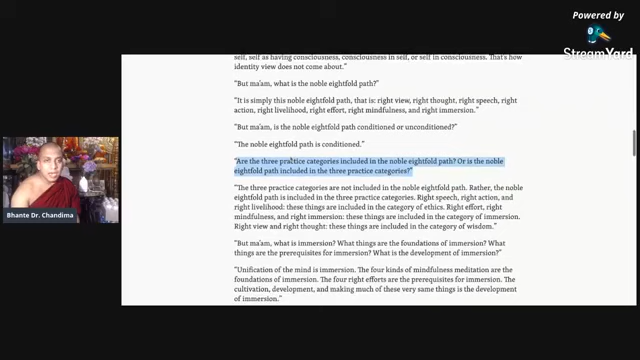 Powered by
StreamYard
self, self as having consciousness, consciousness in self, or self in consciousness. That's how
identity view does not come about.”
“But ma'am, what is the noble eightfold path?”
“It is simply this noble eightfold path, that is: right view, right thought, right speech, right
action, right livelihood, right effort, right mindfulness, and right immersion.”
“But ma'am, is the noble eightfold path conditioned or unconditioned?”
“The noble eightfold path is conditioned.”
“Are the three practice categories included in the noble eightfold path? Or is the noble
eightfold path included in the three practice categories?”
“The three practice categories are not included in the noble eightfold path. Rather, the noble
eightfold path is included in the three practice categories. Right speech, right action, and
right livelihood: these things are included in the category of ethics. Right effort, right
mindfulness, and right immersion: these things are included in the category of immersion.
Right view and right thought: these things are included in the category of wisdom.”
“But ma'am, what is immersion? What things are the foundations of immersion? What
things are the prerequisites for immersion? What is the development of immersion?”
“Unification of the mind is immersion. The four kinds of mindfulness meditation are the
foundations of immersion. The four right efforts are the prerequisites for immersion. The
cultivation, development, and making much of these very same things is the development
of immersion.”
Bhante Dr. Chandima